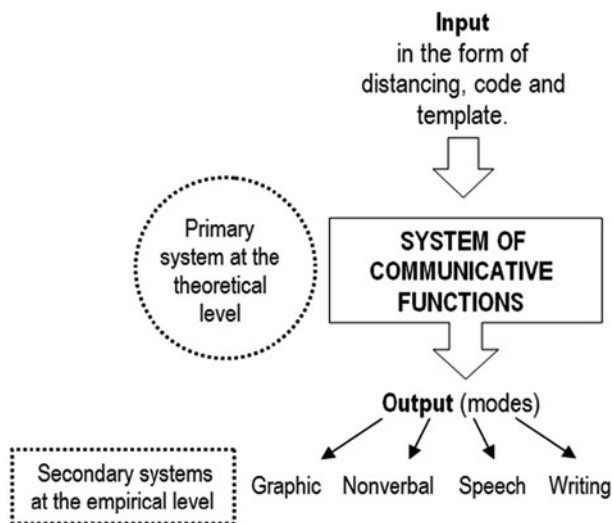 Input
in the form of
distancing, code and
template.
Primary
system at the
theoretical
level
SYSTEM OF
COMMUNICATIVE
FUNCTIONS
Output (modes)
Secondary systems
at the empirical level
Graphic Nonverbal Speech Writing